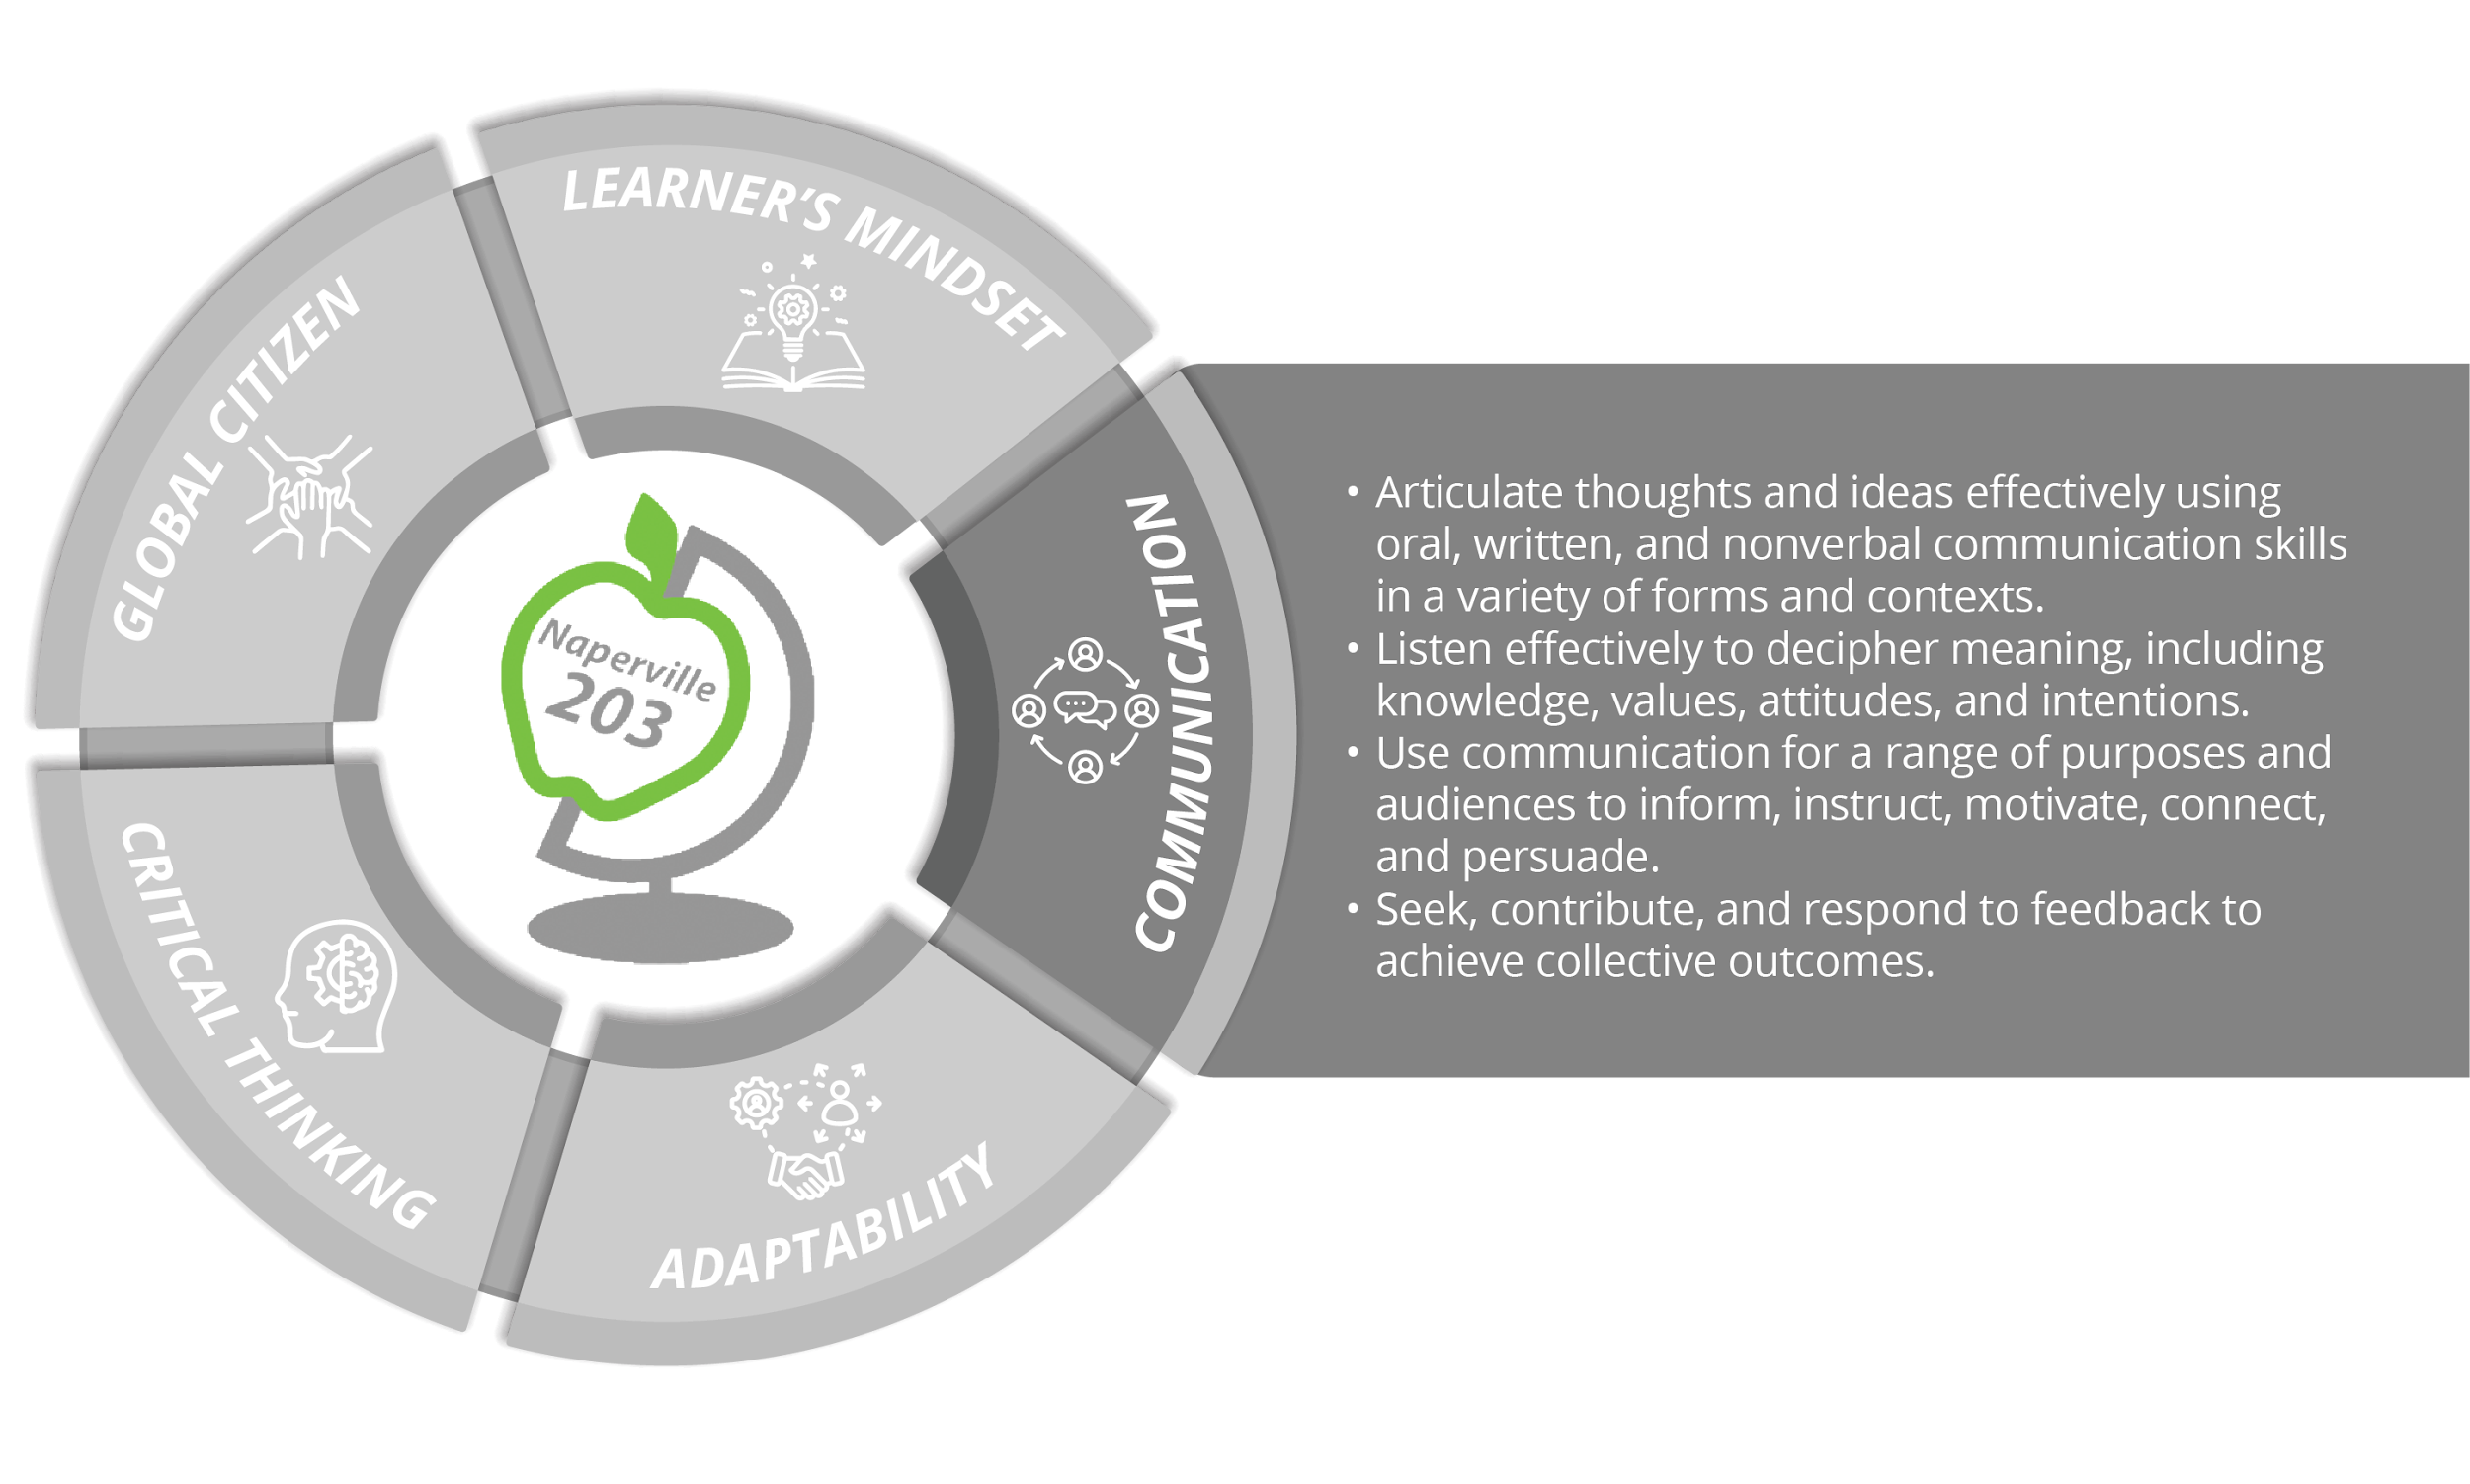 LEARNER'S MINDSET
GLOBAL CITIZEN
COMMUNICATION
CRITICAL THINKING
ADAPTABILITY
Naperville
203
• Articulate thoughts and ideas effectively using
oral, written, and nonverbal communication skills
in a variety of forms and contexts.
• Listen effectively to decipher meaning, including
knowledge, values, attitudes, and intentions.
• Use communication for a range of purposes and
audiences to inform, instruct, motivate, connect,
and persuade.
• Seek, contribute, and respond to feedback to
achieve collective outcomes.